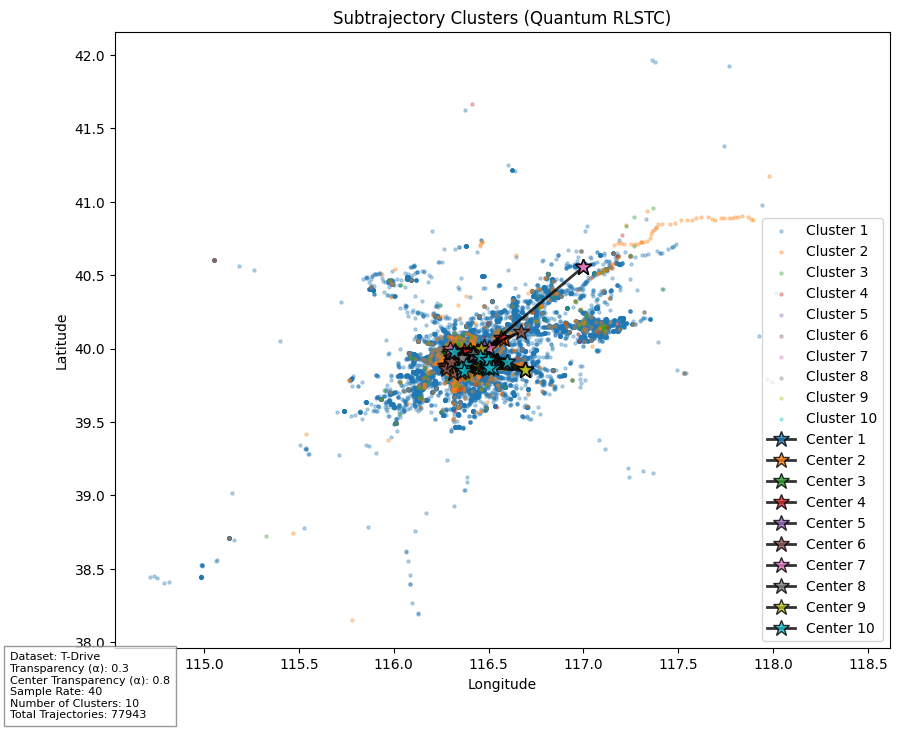 Subtrajectory Clusters (Quantum RLSTC)
Latitude
42.0
41.5
41.0
40.5
40.0
39.5
39.0
38.5
38.0
115.0
115.5
116.0
116.5
117.0
117.5
118.0
118.5
Longitude
Cluster 1
Cluster 2
Cluster 3
Cluster 4
Cluster 5
Cluster 6
Cluster 7
Cluster 8
Cluster 9
Cluster 10
Center 1
Center 2
Center 3
Center 4
Center 5
Center 6
Center 7
Center 8
Center 9
Center 10
Dataset: T-Drive
Transparency (α): 0.3
Center Transparency (α): 0.8
Sample Rate: 40
Number of Clusters: 10
Total Trajectories: 77943